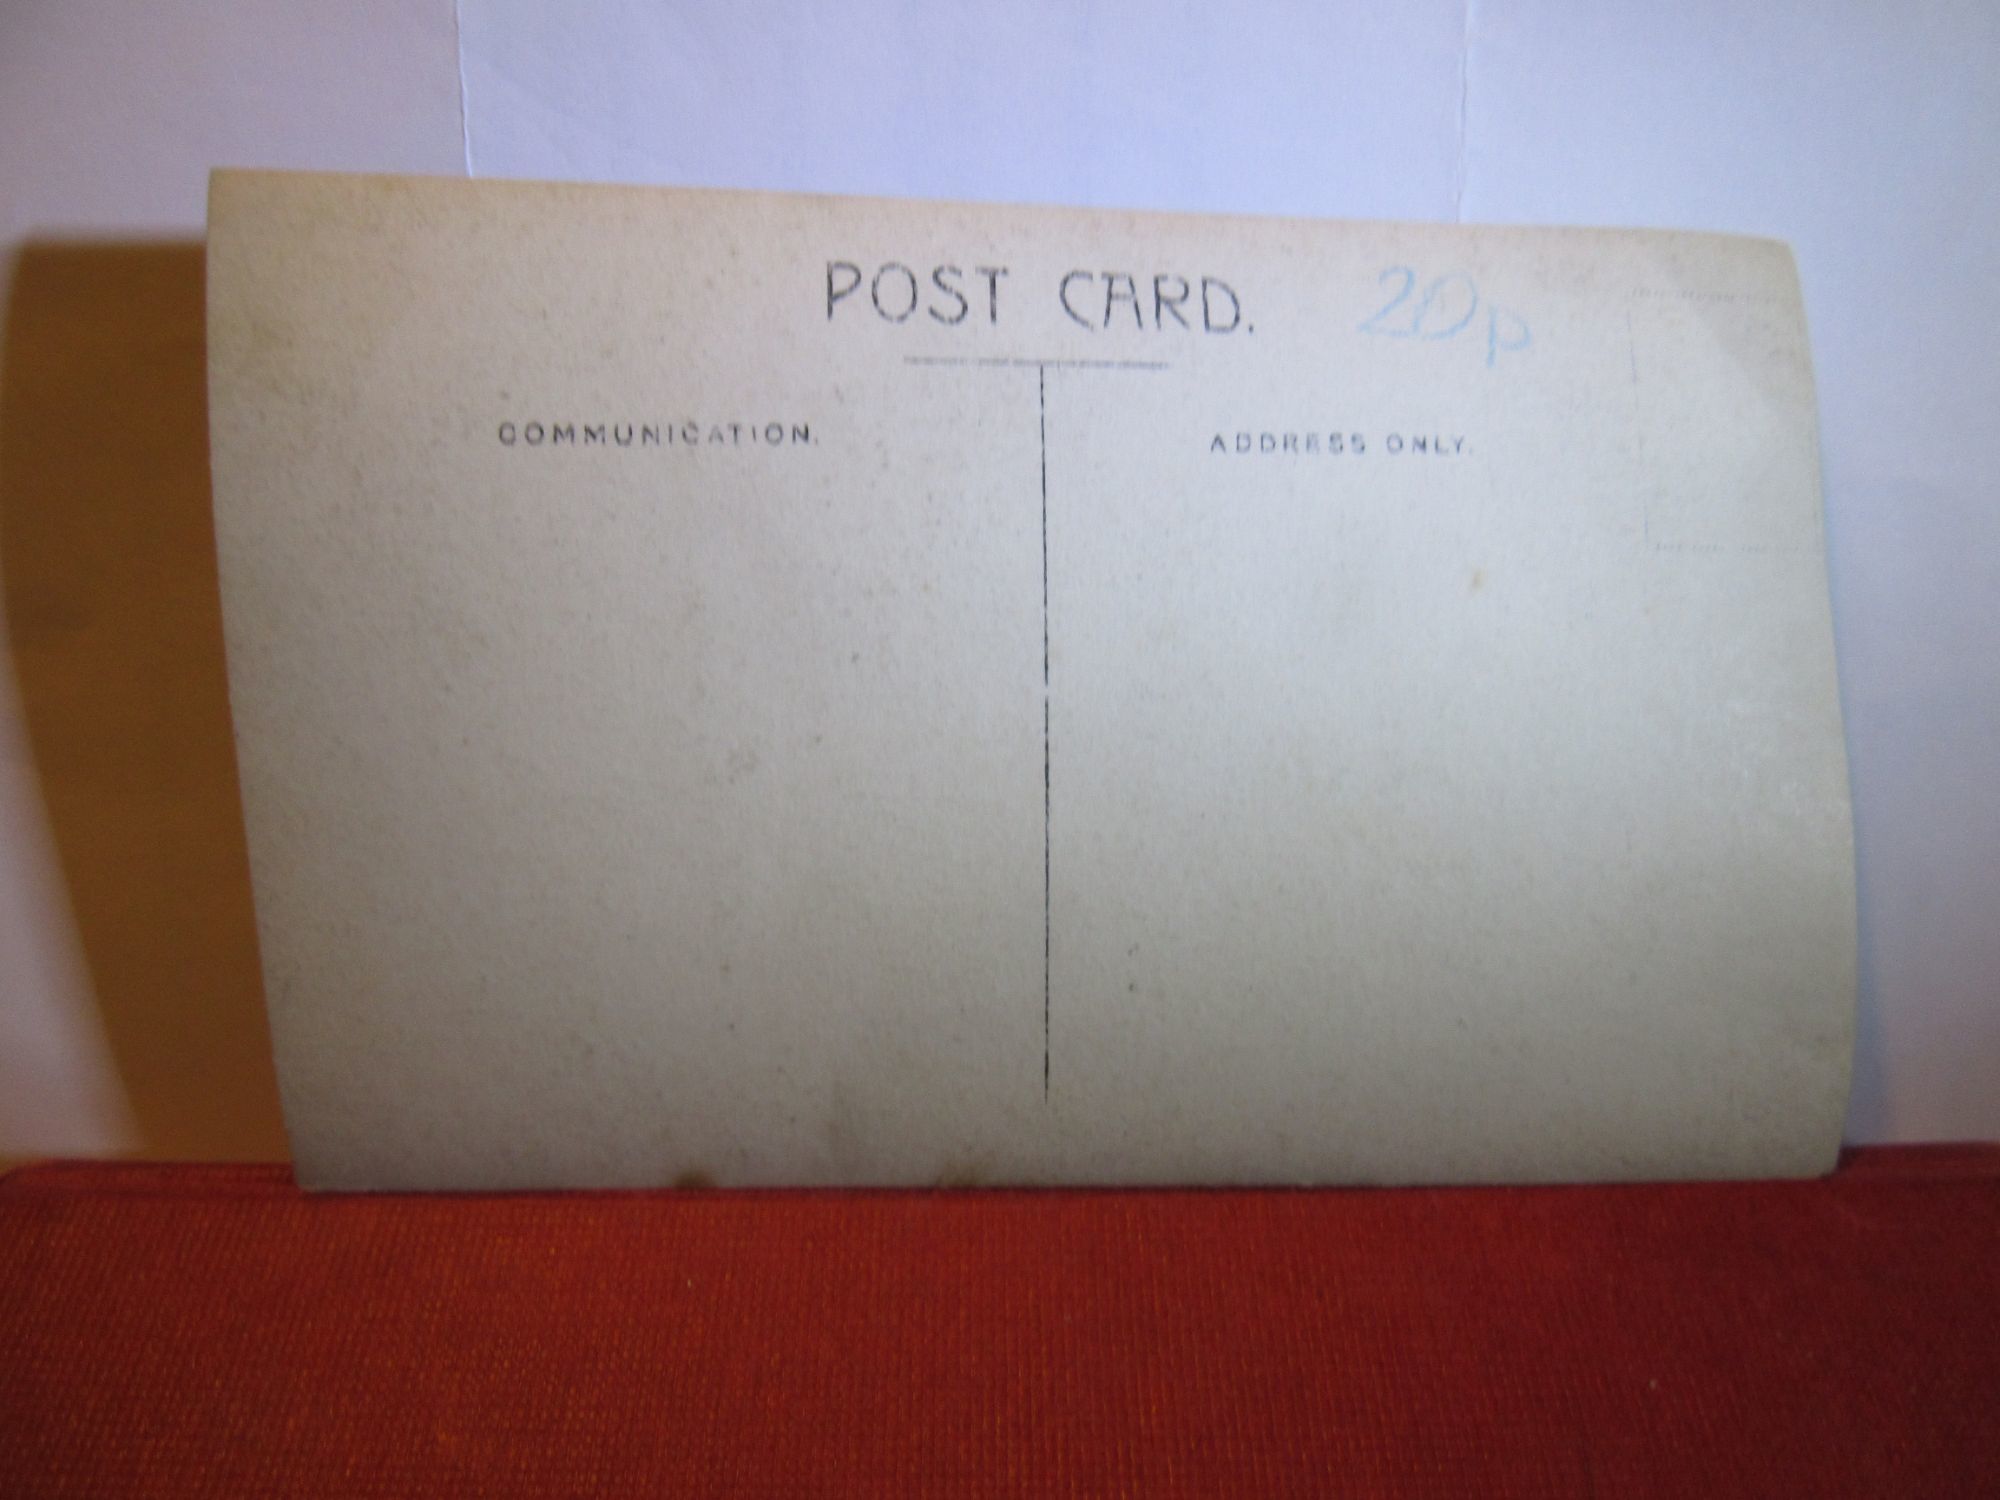 POST CARD.
20p
COMMUNICATION.
ADDRESS ONLY.